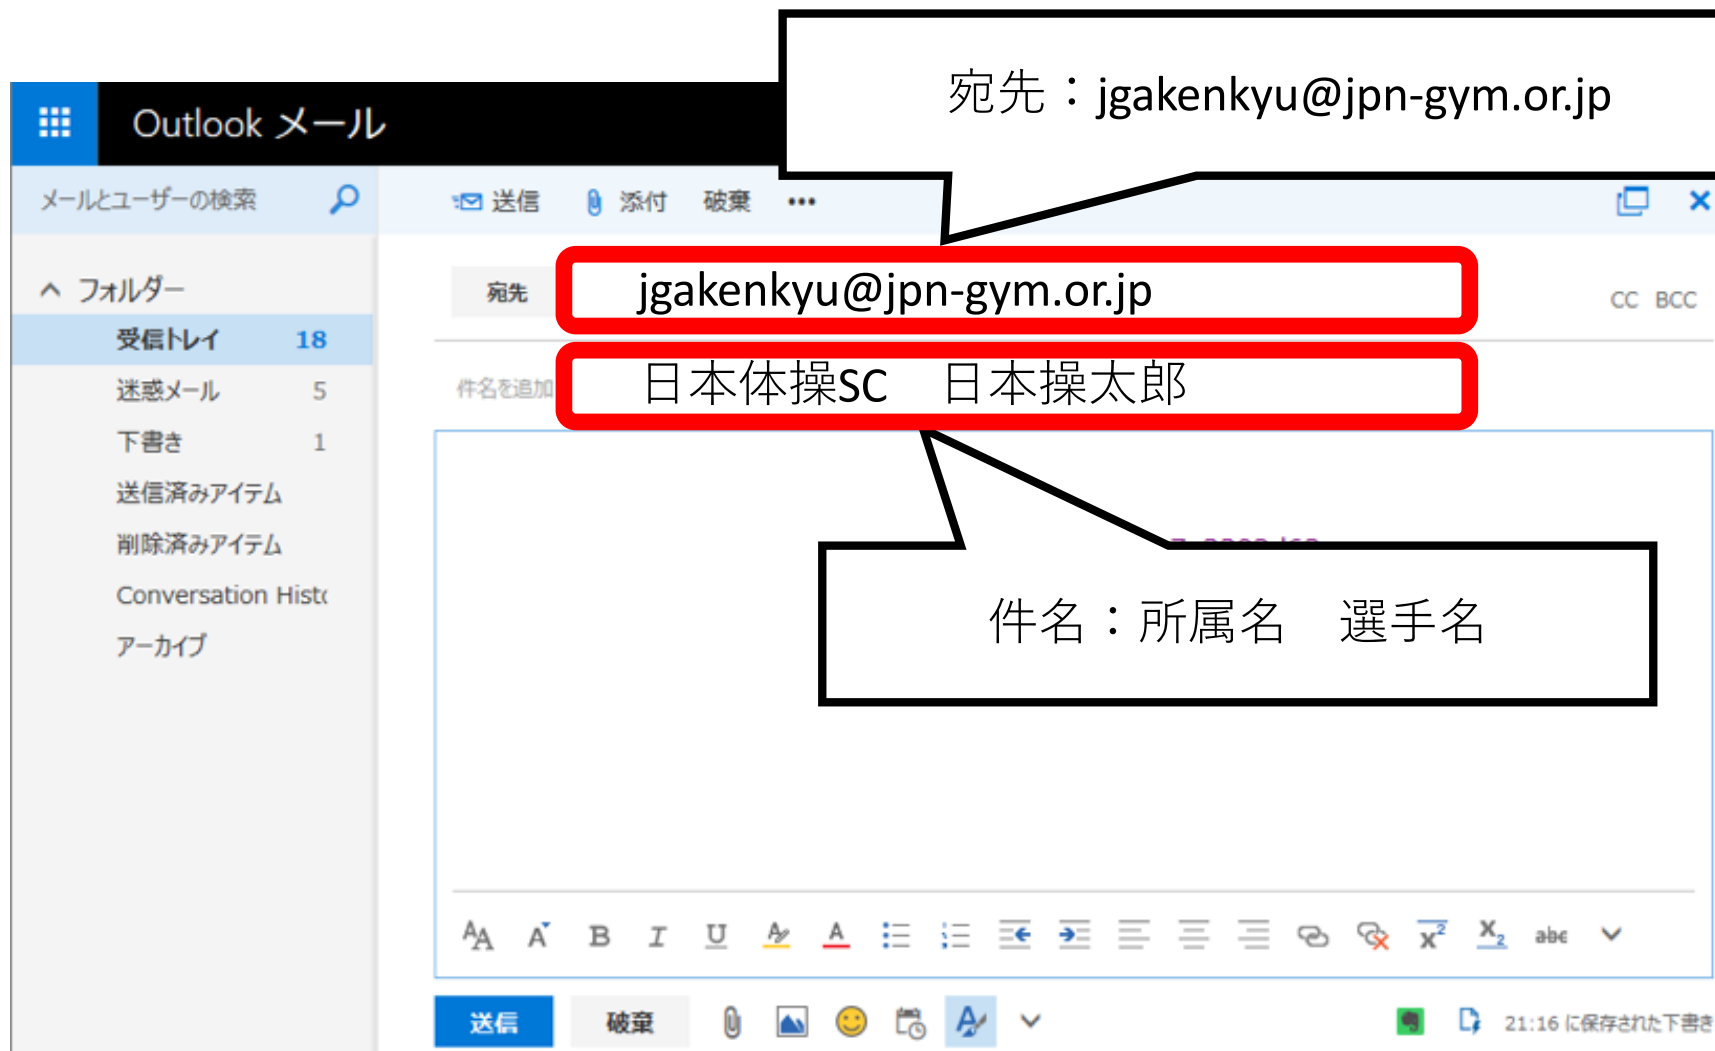 宛先：jgakenkyu@jpn-gym.or.jp
Outlook メール
メールとユーザーの検索
送信 添付 破棄 •••
フォルダー
宛先 jgakenkyu@jpn-gym.or.jp CC BCC
受信トレイ 18
件名を追加 日本体操SC　日本操太郎
迷惑メール 5
下書き 1
送信済みアイテム
削除済みアイテム
Conversation Histo
アーカイブ
件名：所属名　選手名
AA A B I U A A x² x₂ abc
送信 破棄
21:16 に保存された下書き